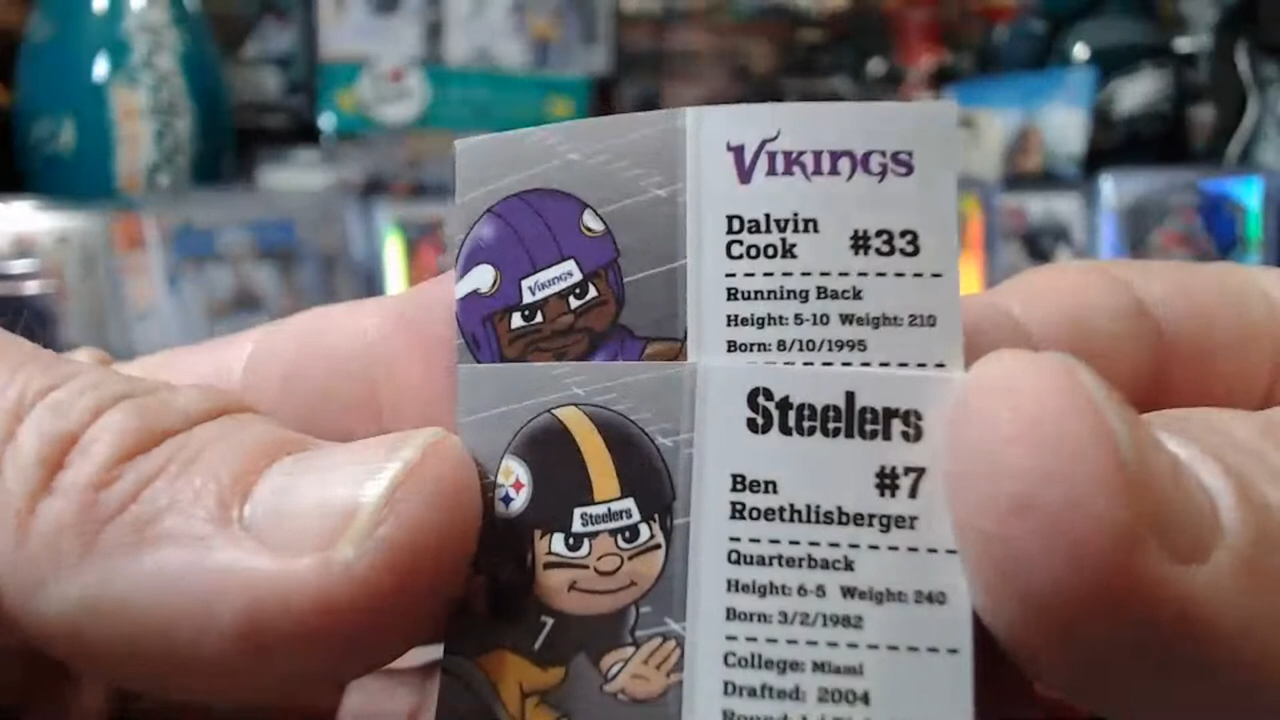 Vikings
Dalvin
Cook #33
Running Back
Height: 5-10 Weight: 210
Born: 8/10/1995
Vikings
Steelers
Ben #7
Roethlisberger
Quarterback
Height: 6-5 Weight: 240
Born: 3/2/1982
College: Miami
Drafted: 2004
Steelers
7